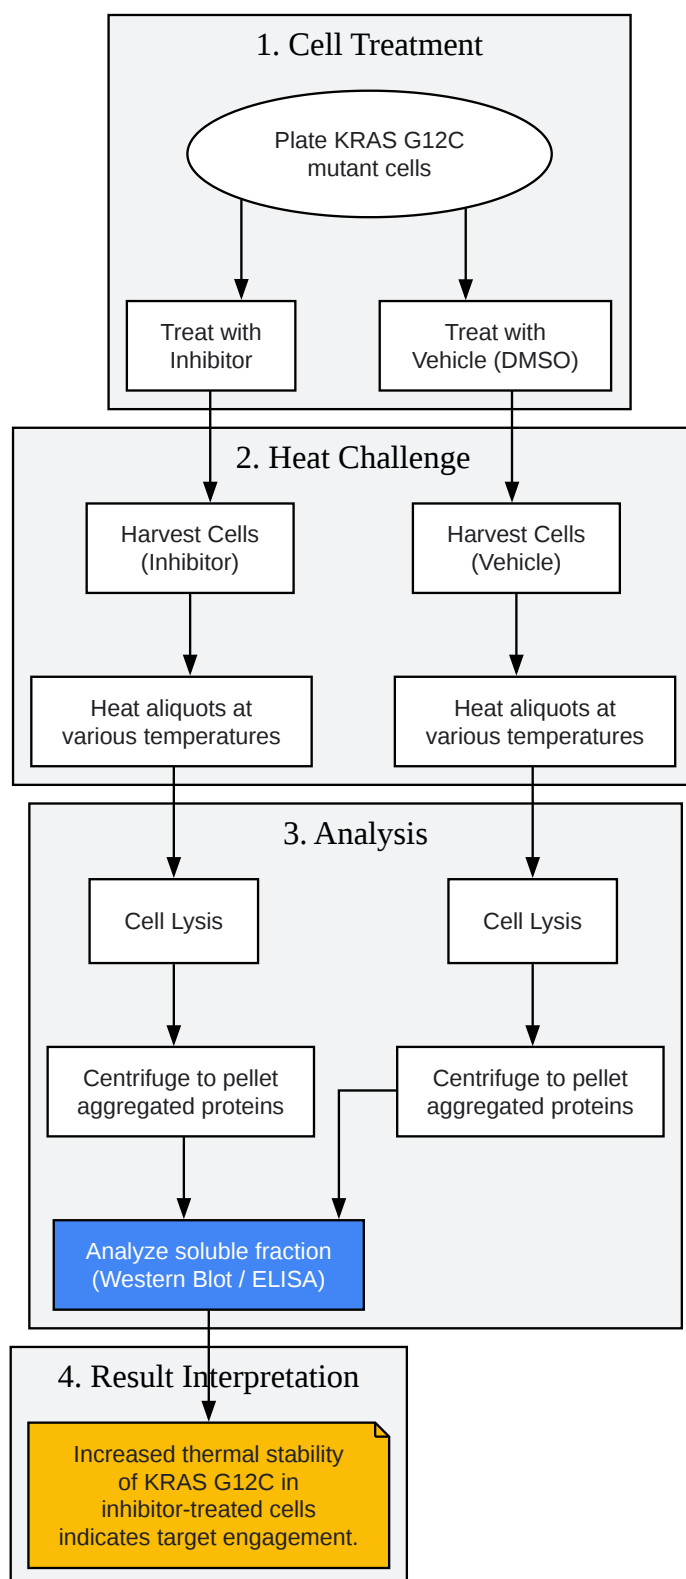 1. Cell Treatment
Plate KRAS G12C
mutant cells
Treat with
Inhibitor
Treat with
Vehicle (DMSO)
2. Heat Challenge
Harvest Cells
(Inhibitor)
Harvest Cells
(Vehicle)
Heat aliquots at
various temperatures
Heat aliquots at
various temperatures
3. Analysis
Cell Lysis
Cell Lysis
Centrifuge to pellet
aggregated proteins
Centrifuge to pellet
aggregated proteins
Analyze soluble fraction
(Western Blot / ELISA)
4. Result Interpretation
Increased thermal stability
of KRAS G12C in
inhibitor-treated cells
indicates target engagement.